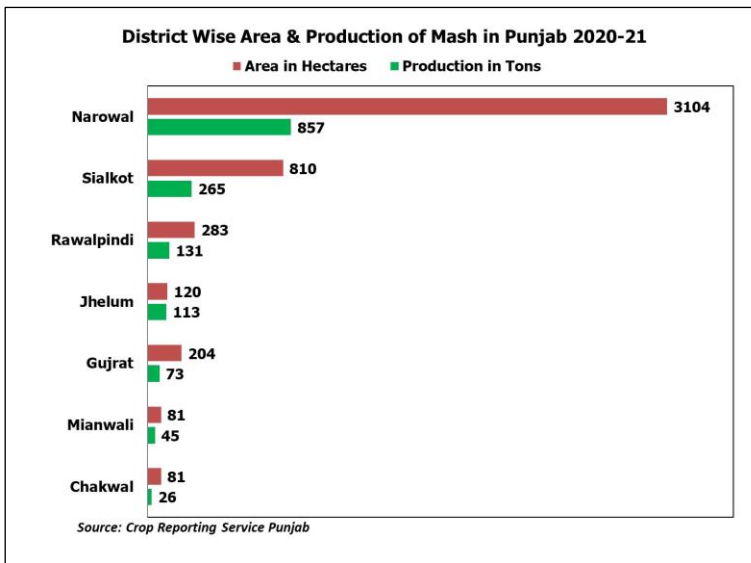 District Wise Area & Production of Mash in Punjab 2020-21
Area in Hectares Production in Tons
Narowal
3104
857
Sialkot
810
265
Rawalpindi
283
131
Jhelum
120
113
Gujrat
204
73
Mianwali
81
45
Chakwal
81
26
Source: Crop Reporting Service Punjab